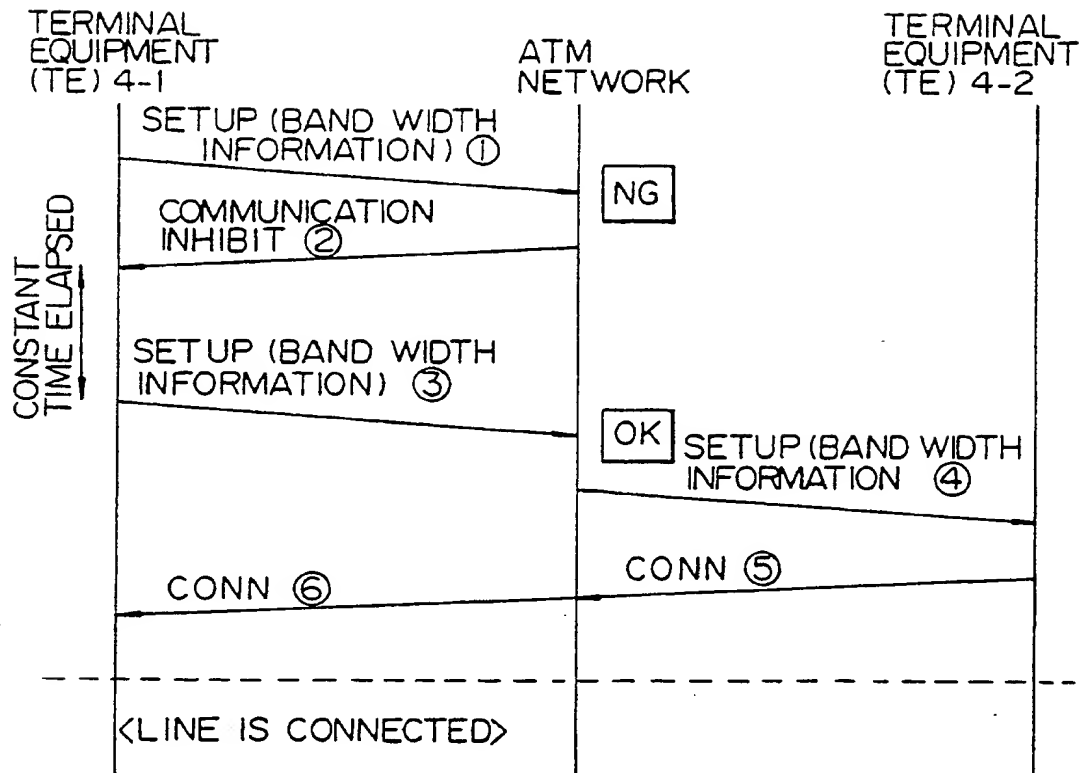 TERMINAL
EQUIPMENT
(TE) 4-1
ATM
NETWORK
TERMINAL
EQUIPMENT
(TE) 4-2
SETUP (BAND WIDTH
INFORMATION) ①
NG
COMMUNICATION
INHIBIT ②
CONSTANT
TIME ELAPSED
SETUP (BAND WIDTH
INFORMATION) ③
OK
SETUP (BAND WIDTH
INFORMATION ④
CONN ⑤
CONN ⑥
<LINE IS CONNECTED>